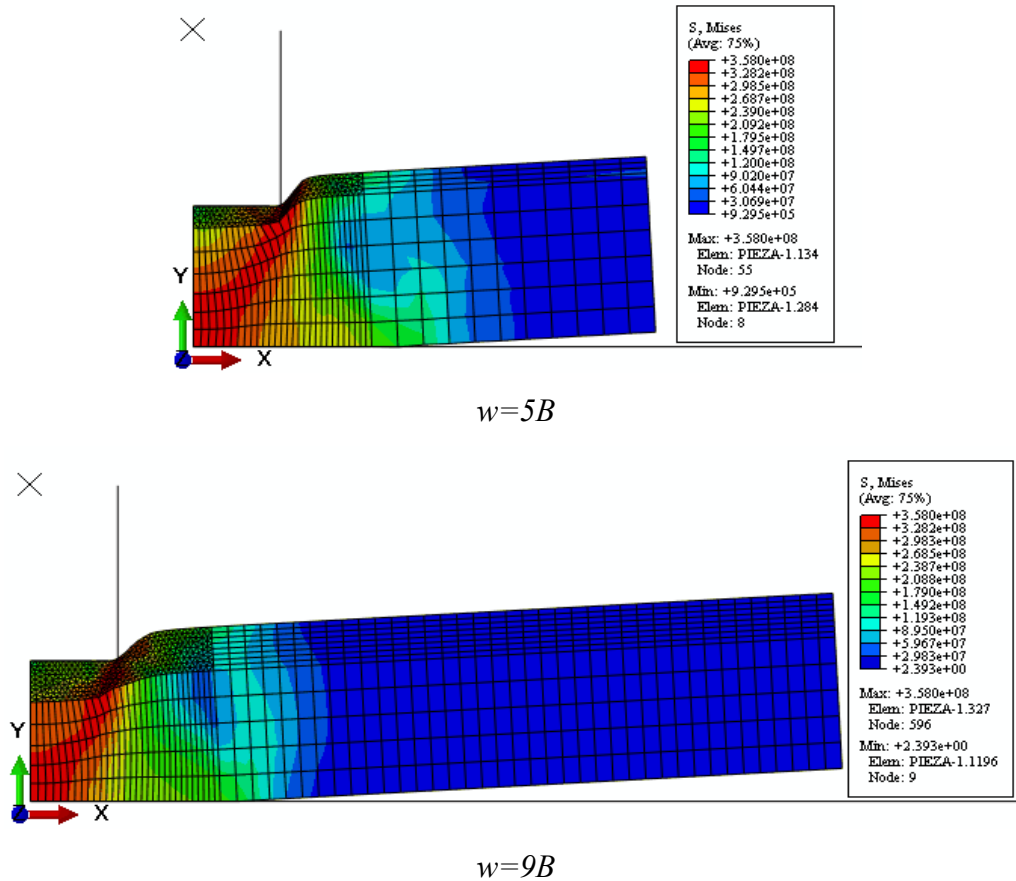 S, Mises
(Avg: 75%)
+3.580e+08
+3.282e+08
+2.985e+08
+2.687e+08
+2.390e+08
+2.092e+08
+1.795e+08
+1.497e+08
+1.200e+08
+9.020e+07
+6.044e+07
+3.069e+07
+9.295e+05
Max: +3.580e+08
Elem: PIEZA-1.134
Node: 55
Min: +9.295e+05
Elem: PIEZA-1.284
Node: 8
Y
Z
X
w=5B
S, Mises
(Avg: 75%)
+3.580e+08
+3.282e+08
+2.983e+08
+2.685e+08
+2.387e+08
+2.088e+08
+1.790e+08
+1.492e+08
+1.193e+08
+8.950e+07
+5.967e+07
+2.983e+07
+2.393e+00
Max: +3.580e+08
Elem: PIEZA-1.327
Node: 596
Min: +2.393e+00
Elem: PIEZA-1.1196
Node: 9
Y
Z
X
w=9B